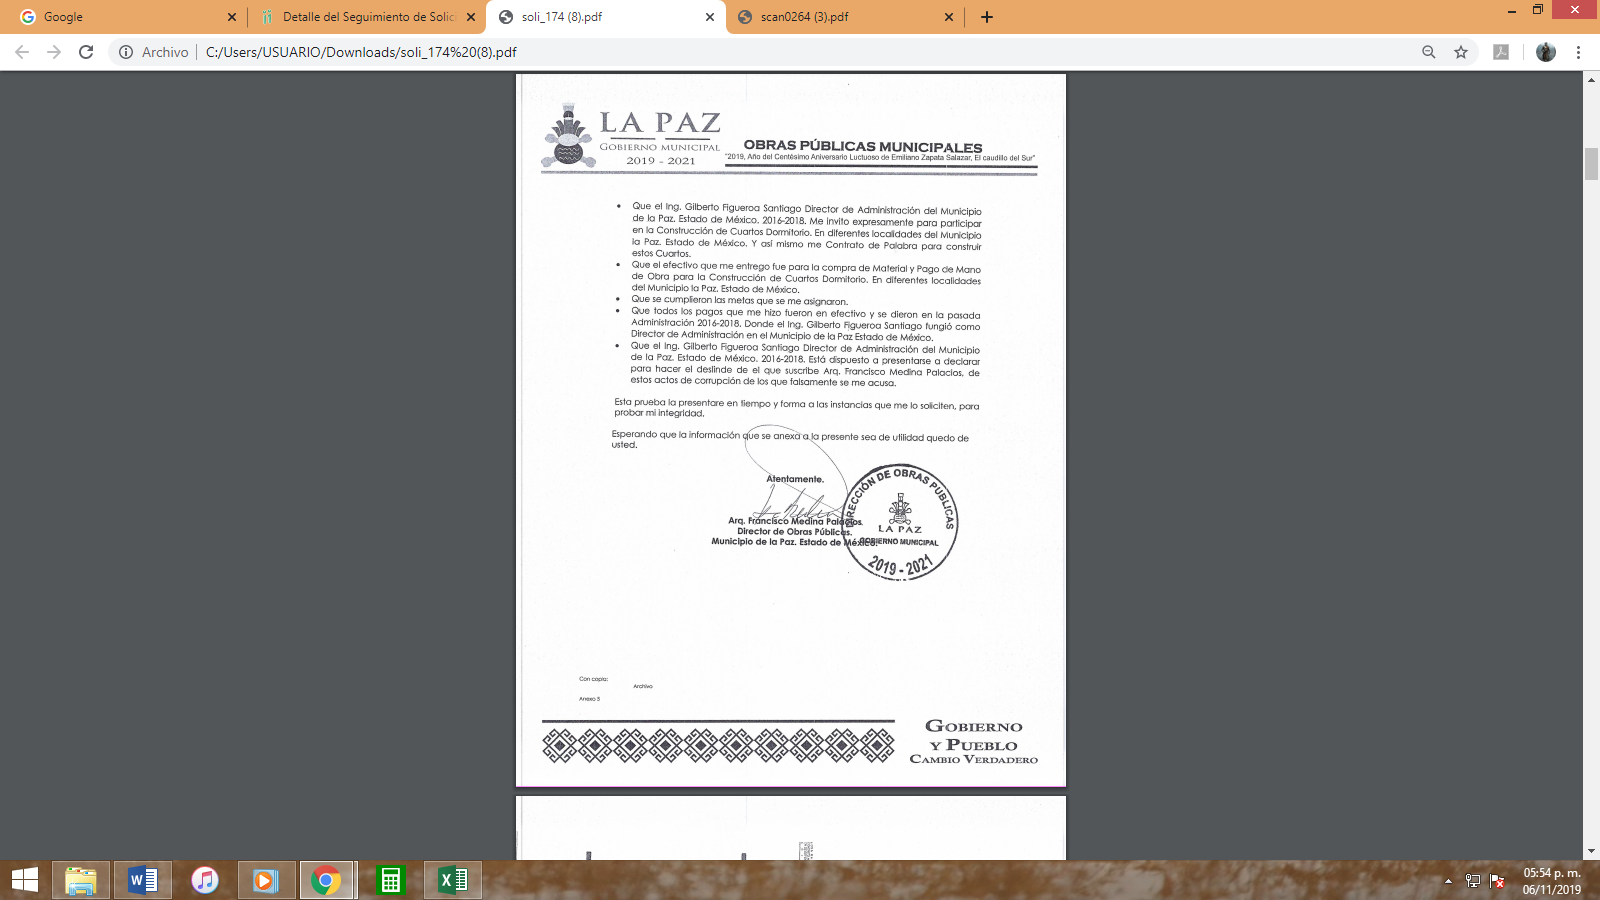 Google
Detalle del Seguimiento de Solici
soli_174 (8).pdf
scan0264 (3).pdf
Archivo
C:/Users/USUARIO/Downloads/soli_174%20(8).pdf
LA PAZ
GOBIERNO MUNICIPAL
2019 - 2021
OBRAS PÚBLICAS MUNICIPALES
"2019, Año del Centésimo Aniversario Luctuoso de Emiliano Zapata Salazar, El caudillo del Sur"
• Que el Ing. Gilberto Figueroa Santiago Director de Administración del Municipio
de la Paz. Estado de México. 2016-2018. Me invito expresamente para participar
en la Construcción de Cuartos Dormitorio. En diferentes localidades del Municipio
la Paz. Estado de México. Y así mismo me Contrato de Palabra para construir
estos Cuartos.
• Que el efectivo que me entrego fue para la compra de Material y Pago de Mano
de Obra para la Construcción de Cuartos Dormitorio. En diferentes localidades
del Municipio la Paz. Estado de México.
• Que se cumplieron las metas que se me asignaron.
• Que todos los pagos que me hizo fueron en efectivo y se dieron en la pasada
Administración 2016-2018. Donde el Ing. Gilberto Figueroa Santiago fungió como
Director de Administración en el Municipio de la Paz Estado de México.
• Que el Ing. Gilberto Figueroa Santiago Director de Administración del Municipio
de la Paz. Estado de México. 2016-2018. Está dispuesto a presentarse a declarar
para hacer el deslinde de el que suscribe Arq. Francisco Medina Palacios, de
estos actos de corrupción de los que falsamente se me acusa.
Esta prueba la presentare en tiempo y forma a las instancias que me lo soliciten, para
probar mi integridad.
Esperando que la información que se anexa a la presente sea de utilidad quedo de
usted.
Atentamente.
Arq. Francisco Medina Palacios.
Director de Obras Públicas.
Municipio de la Paz. Estado de México.
DIRECCIÓN DE OBRAS PÚBLICAS
LA PAZ
GOBIERNO MUNICIPAL
2019 - 2021
Con copia:
Archivo
Anexo 5
GOBIERNO
Y PUEBLO
CAMBIO VERDADERO
05:54 p. m.
06/11/2019